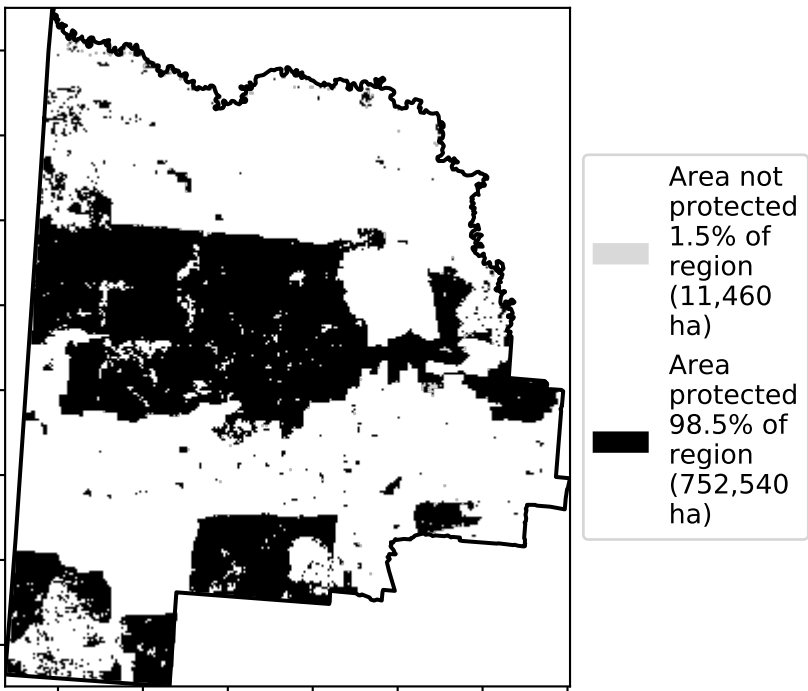 Area not
protected
1.5% of
region
(11,460
ha)
Area
protected
98.5% of
region
(752,540
ha)